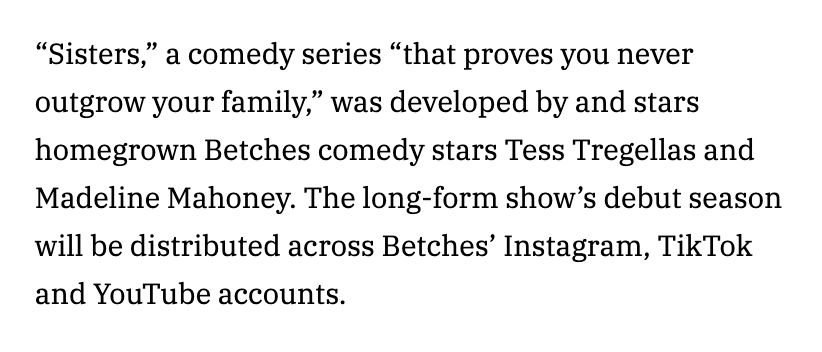 “Sisters,” a comedy series “that proves you never
outgrow your family,” was developed by and stars
homegrown Betches comedy stars Tess Tregellas and
Madeline Mahoney. The long-form show’s debut season
will be distributed across Betches’ Instagram, TikTok
and YouTube accounts.